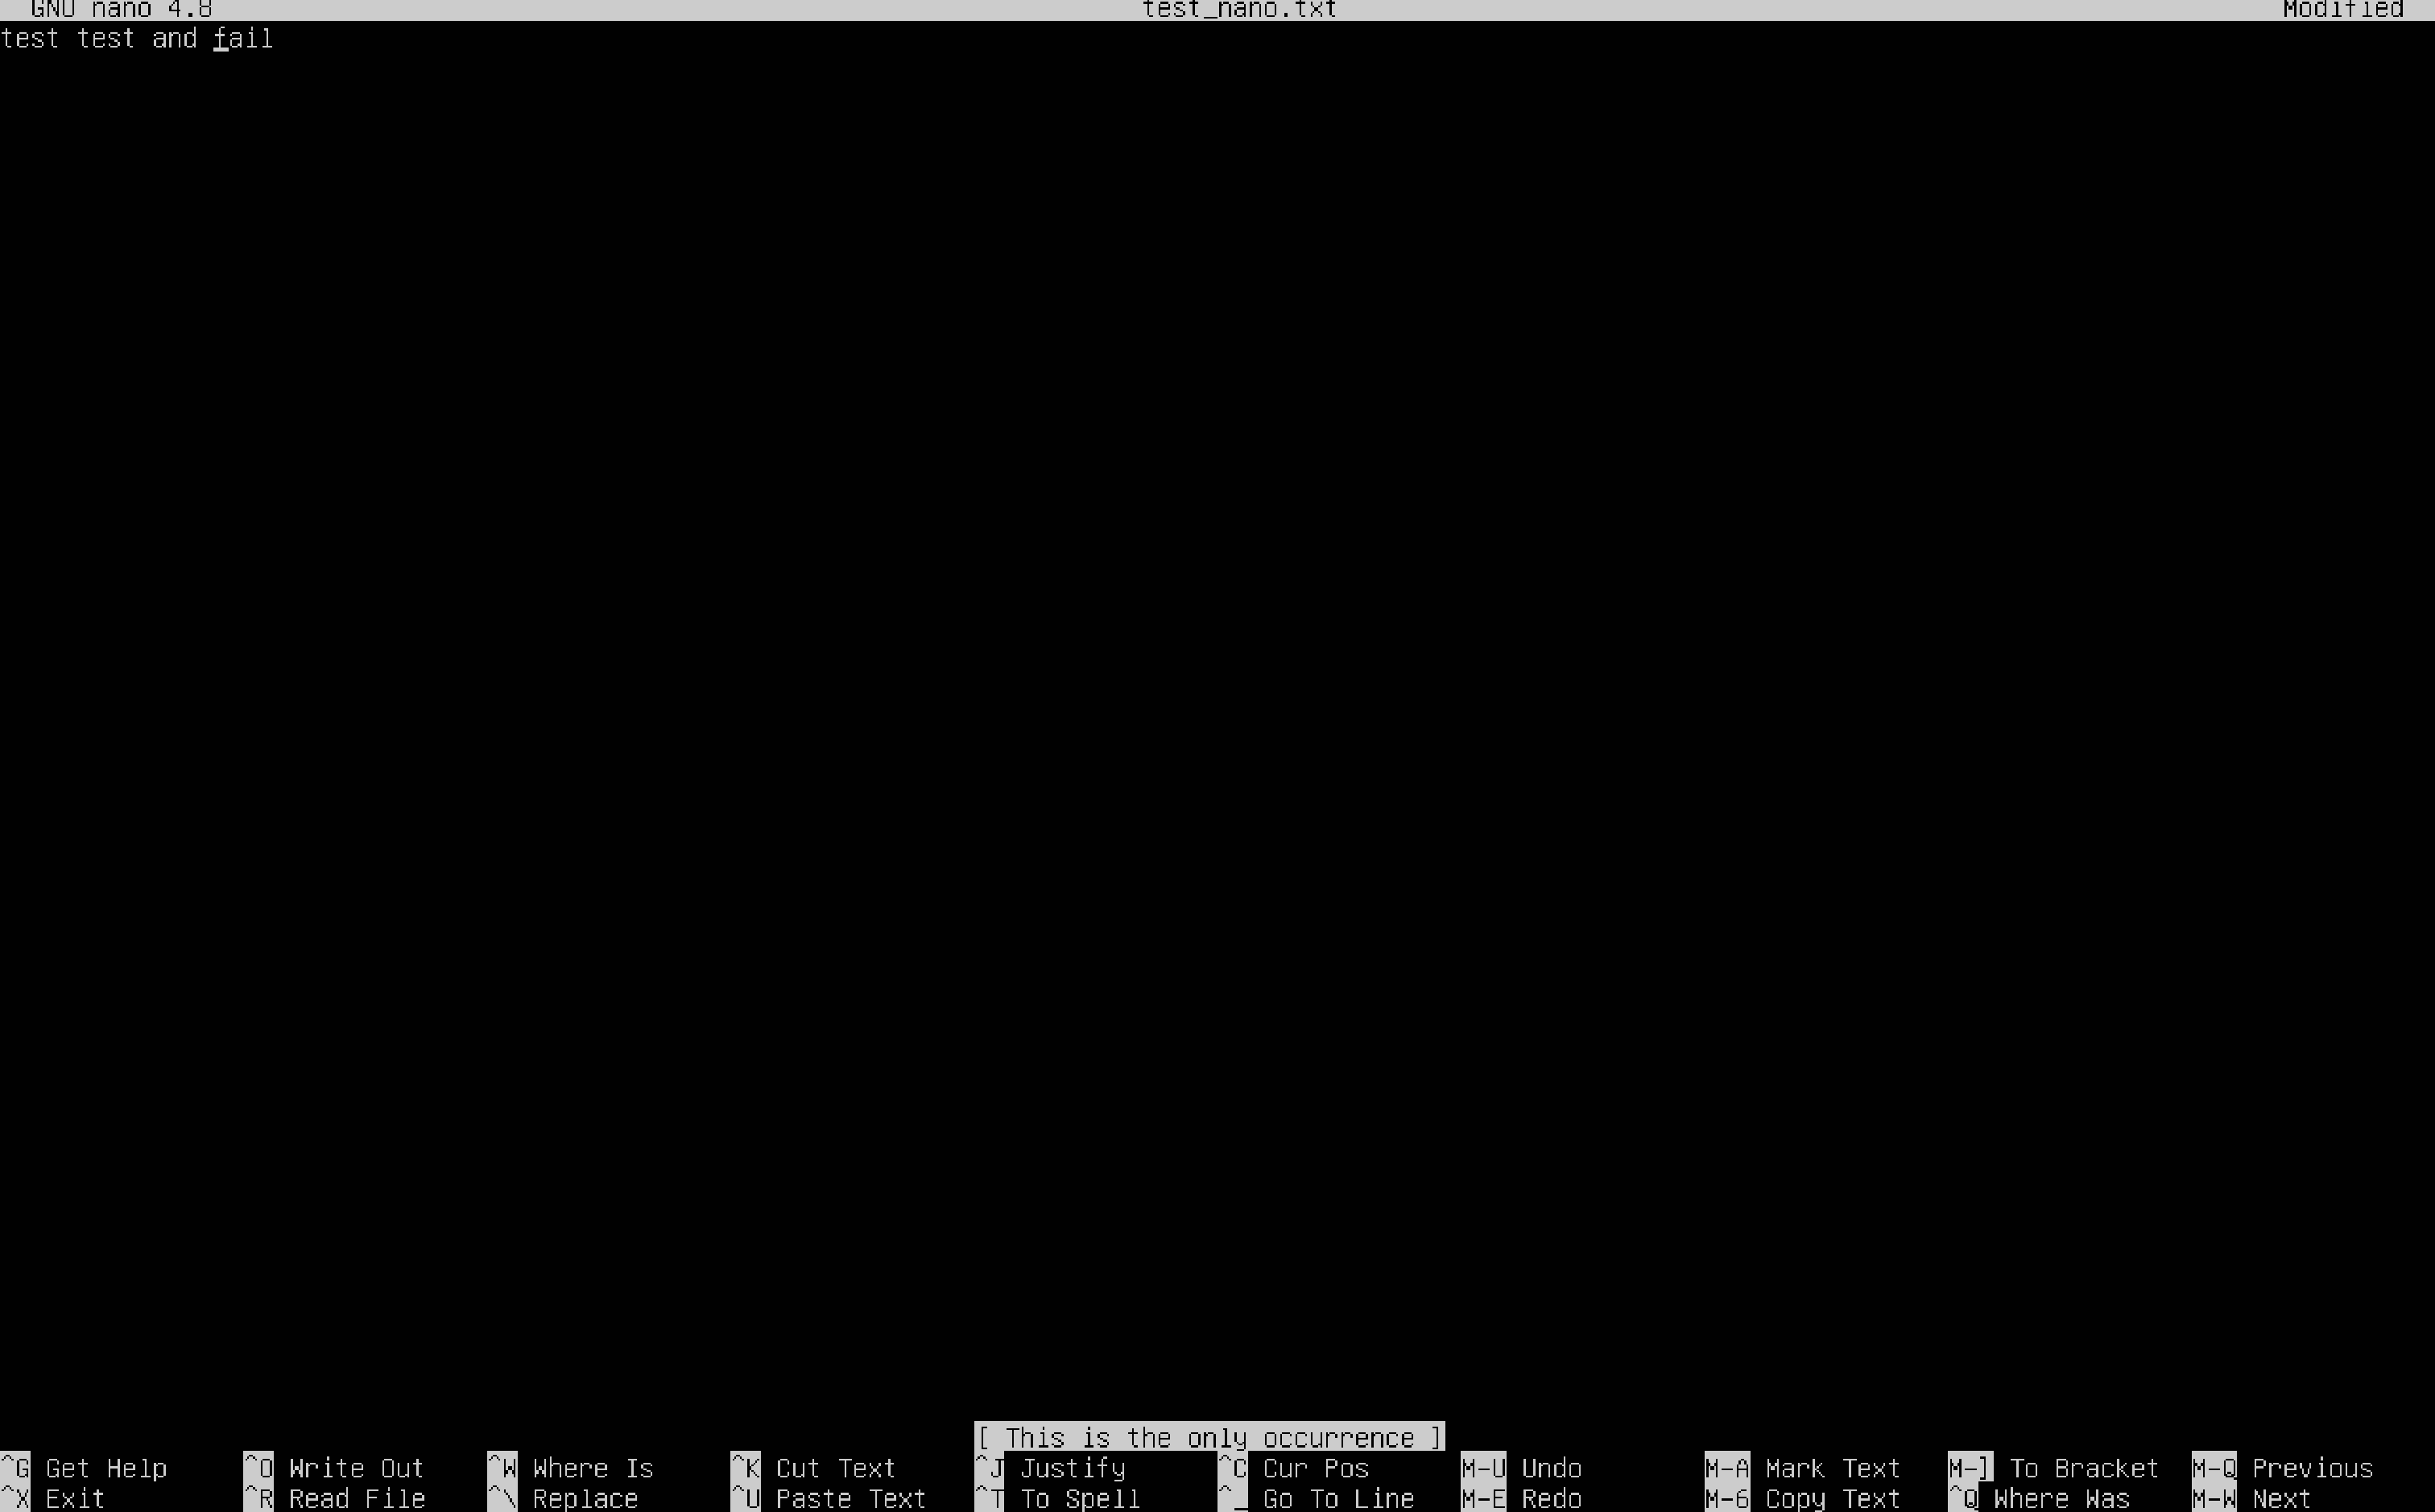 GNU nano 4.8 test_nano.txt Modified
test test and fail
[ This is the only occurrence ]
^G Get Help ^O Write Out ^W Where Is ^K Cut Text ^J Justify ^C Cur Pos M-U Undo M-A Mark Text M-] To Bracket M-Q Previous
^X Exit ^R Read File ^\ Replace ^U Paste Text ^T To Spell ^_ Go To Line M-E Redo M-6 Copy Text ^Q Where Was M-W Next